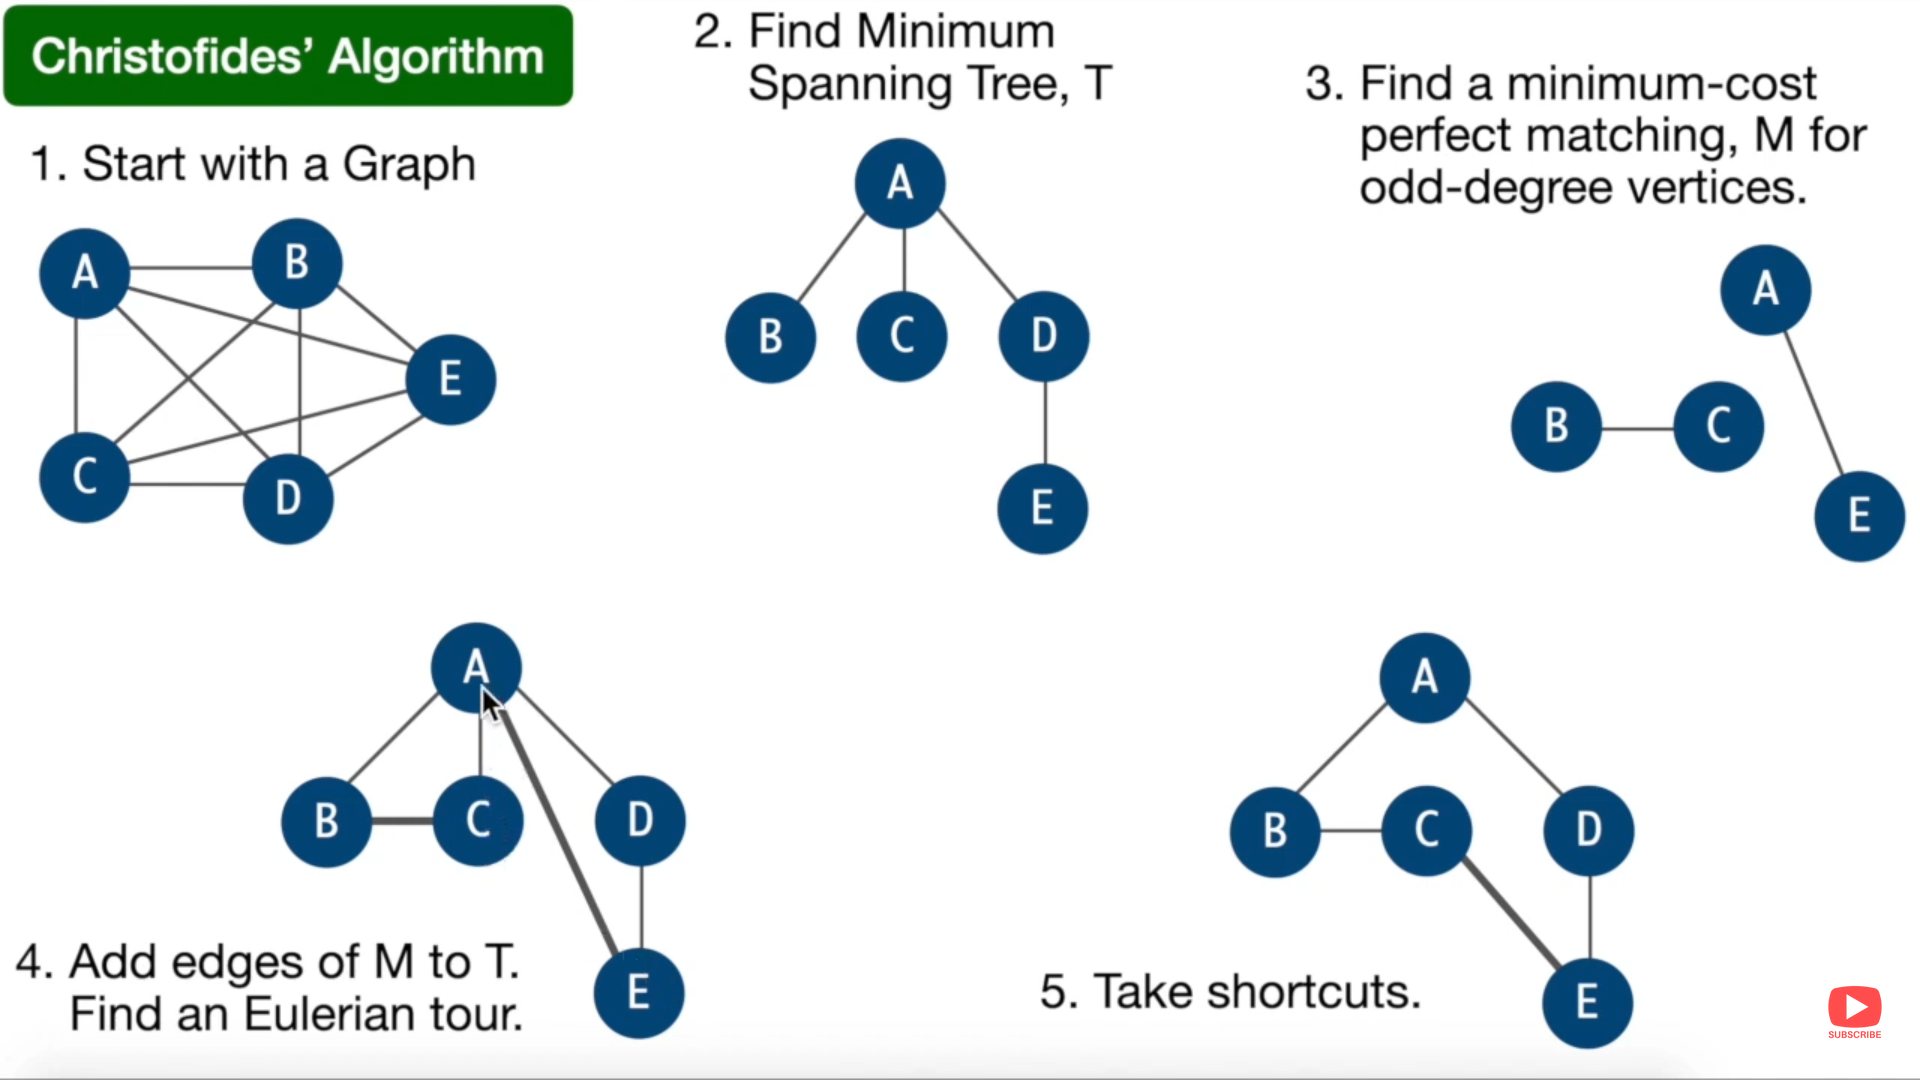 Christofides’ Algorithm
1. Start with a Graph
A
B
E
C
D
2. Find Minimum
Spanning Tree, T
A
B
C
D
E
3. Find a minimum-cost
perfect matching, M for
odd-degree vertices.
A
B
C
E
A
B
C
D
E
4. Add edges of M to T.
Find an Eulerian tour.
A
B
C
D
E
5. Take shortcuts.
SUBSCRIBE